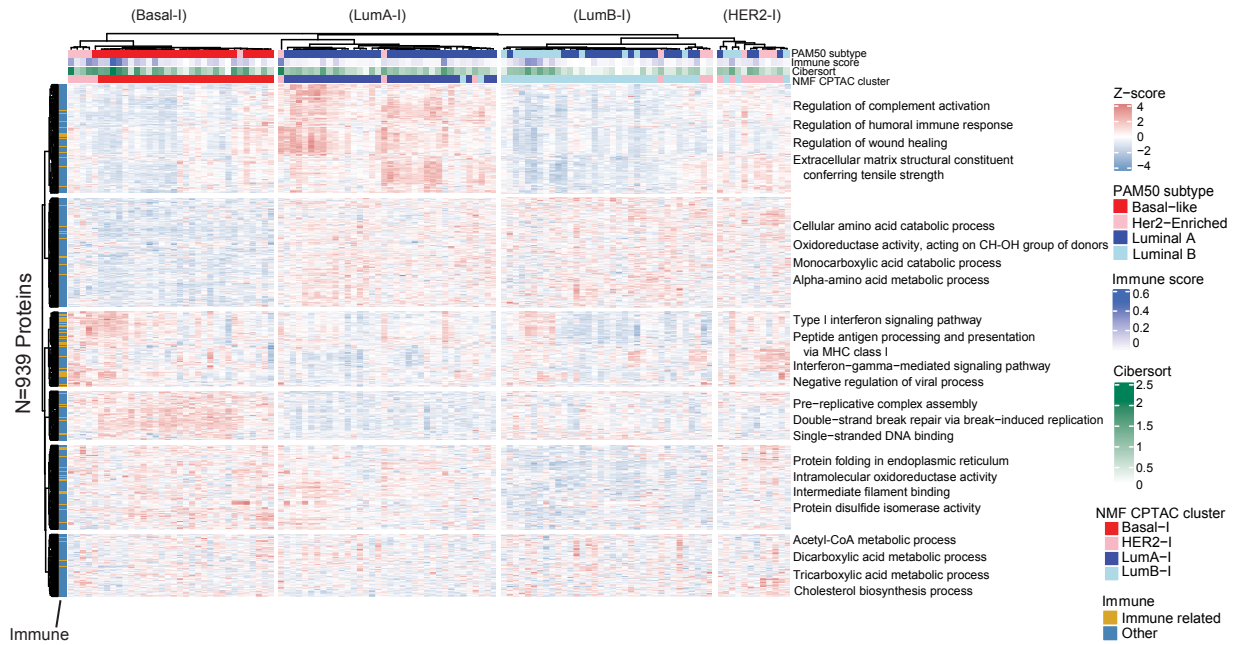 (Basal-I)
(LumA-I)
(LumB-I)
(HER2-I)
PAM50 subtype
Immune score
Cibersort
NMF CPTAC cluster
N=939 Proteins
Regulation of complement activation
Regulation of humoral immune response
Regulation of wound healing
Extracellular matrix structural constituent
conferring tensile strength
Cellular amino acid catabolic process
Oxidoreductase activity, acting on CH−OH group of donors
Monocarboxylic acid catabolic process
Alpha−amino acid metabolic process
Type I interferon signaling pathway
Peptide antigen processing and presentation
via MHC class I
Interferon−gamma−mediated signaling pathway
Negative regulation of viral process
Pre−replicative complex assembly
Double−strand break repair via break−induced replication
Single−stranded DNA binding
Protein folding in endoplasmic reticulum
Intramolecular oxidoreductase activity
Intermediate filament binding
Protein disulfide isomerase activity
Acetyl−CoA metabolic process
Dicarboxylic acid metabolic process
Tricarboxylic acid metabolic process
Cholesterol biosynthesis process
Immune
Z−score
4
2
0
−2
−4
PAM50 subtype
Basal−like
Her2−Enriched
Luminal A
Luminal B
Immune score
0.6
0.4
0.2
0
Cibersort
2.5
2
1.5
1
0.5
0
NMF CPTAC cluster
Basal−I
HER2−I
LumA−I
LumB−I
Immune
Immune related
Other